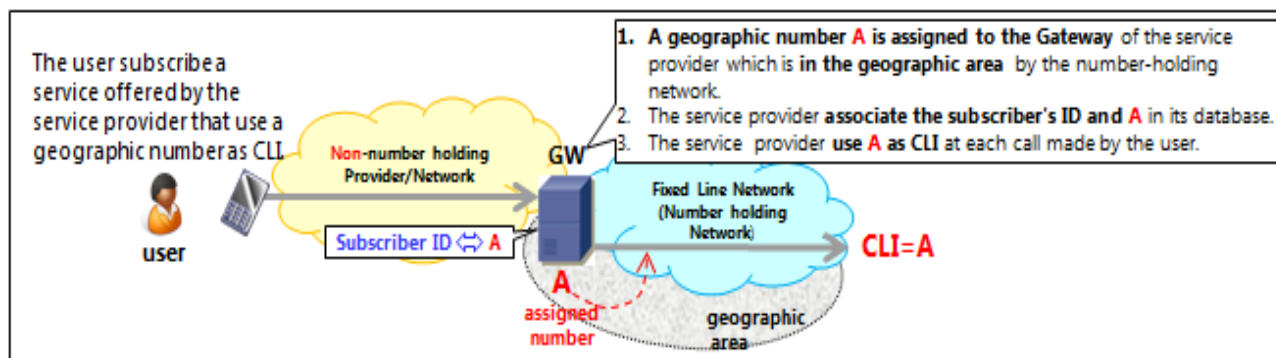 The user subscribe a
service offered by the
service provider that use a
geographic number as CLI.
user
Non-number holding
Provider/Network
Subscriber ID ⇔ A
GW
1. A geographic number A is assigned to the Gateway of the service
provider which is in the geographic area by the number-holding
network.
2. The service provider associate the subscriber's ID and A in its database.
3. The service provider use A as CLI at each call made by the user.
Fixed Line Network
(Number holding
Network)
CLI=A
A
assigned
number
geographic
area